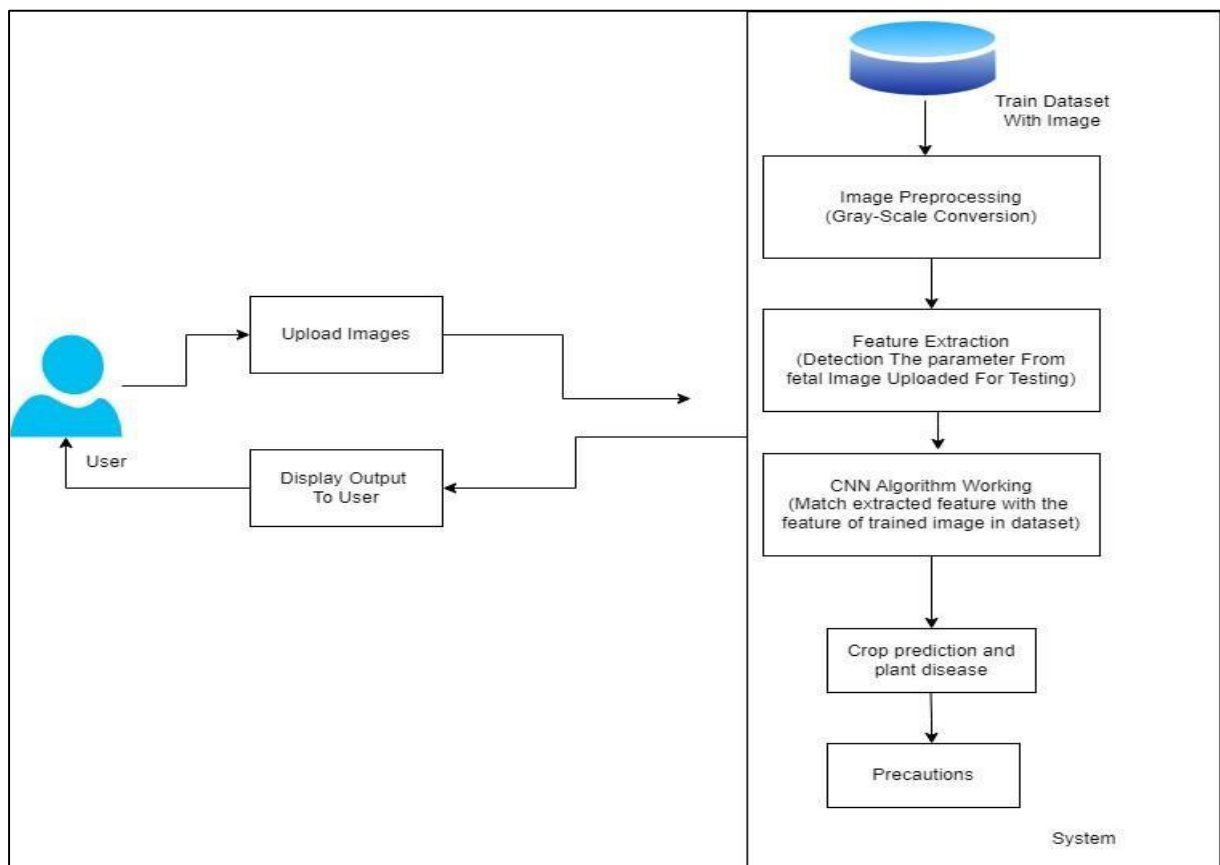 Train Dataset
With Image
Image Preprocessing
(Gray-Scale Conversion)
Upload Images
Feature Extraction
(Detection The parameter From
fetal Image Uploaded For Testing)
User
Display Output
To User
CNN Algorithm Working
(Match extracted feature with the
feature of trained image in dataset)
Crop prediction and
plant disease
Precautions
System